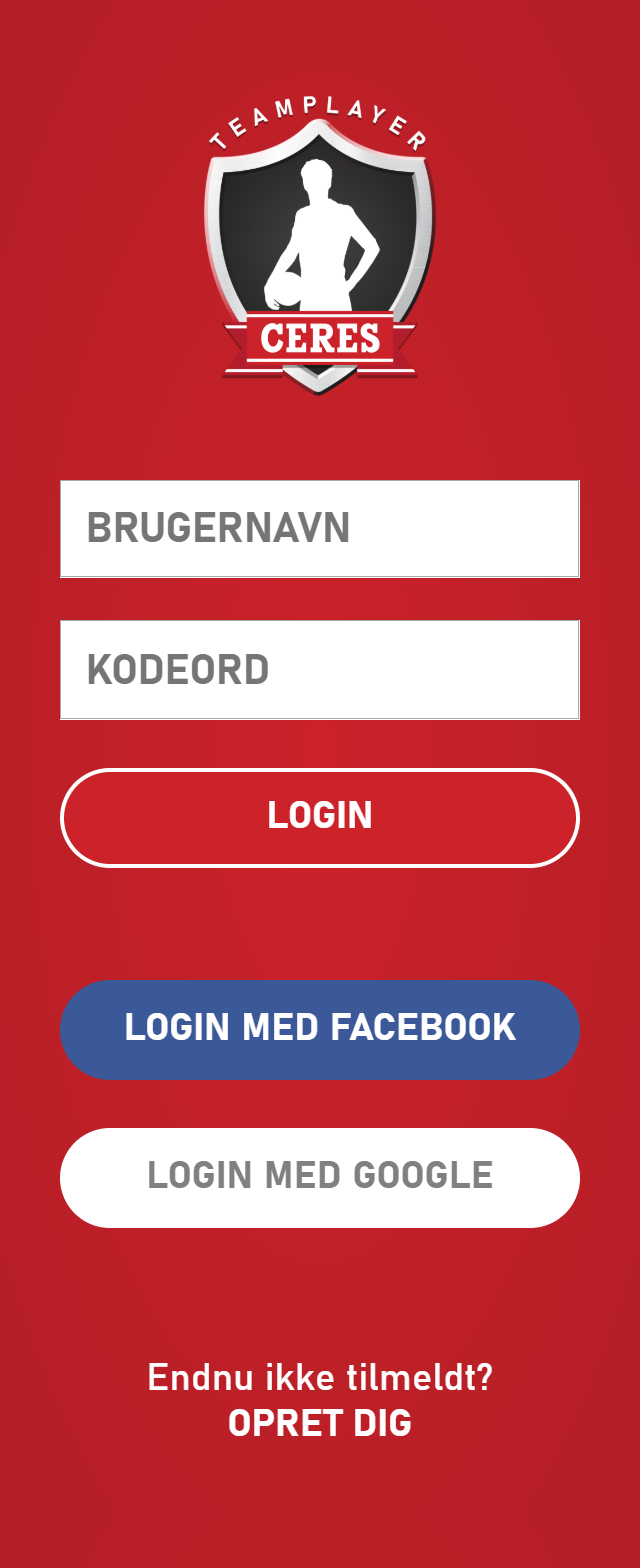 TEAMPLAYER
CERES
BRUGERNAVN
KODEORD
LOGIN
LOGIN MED FACEBOOK
LOGIN MED GOOGLE
Endnu ikke tilmeldt?
OPRET DIG